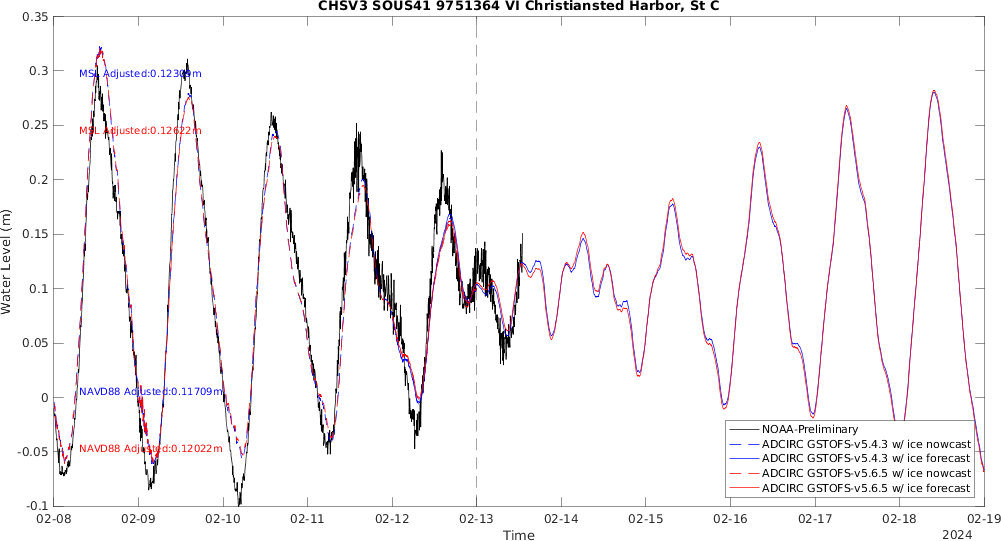 CHSV3 SOUS41 9751364 VI Christiansted Harbor, St C
0.35
0.3
0.25
0.2
0.15
0.1
0.05
0
-0.05
-0.1
Water Level (m)
MSL Adjusted:0.12309m
MSL Adjusted:0.12622m
NAVD88 Adjusted:0.11709m
NAVD88 Adjusted:0.12022m
NOAA-Preliminary
ADCIRC GSTOFS-v5.4.3 w/ ice nowcast
ADCIRC GSTOFS-v5.4.3 w/ ice forecast
ADCIRC GSTOFS-v5.6.5 w/ ice nowcast
ADCIRC GSTOFS-v5.6.5 w/ ice forecast
02-08 02-09 02-10 02-11 02-12 02-13 02-14 02-15 02-16 02-17 02-18 02-19
Time
2024